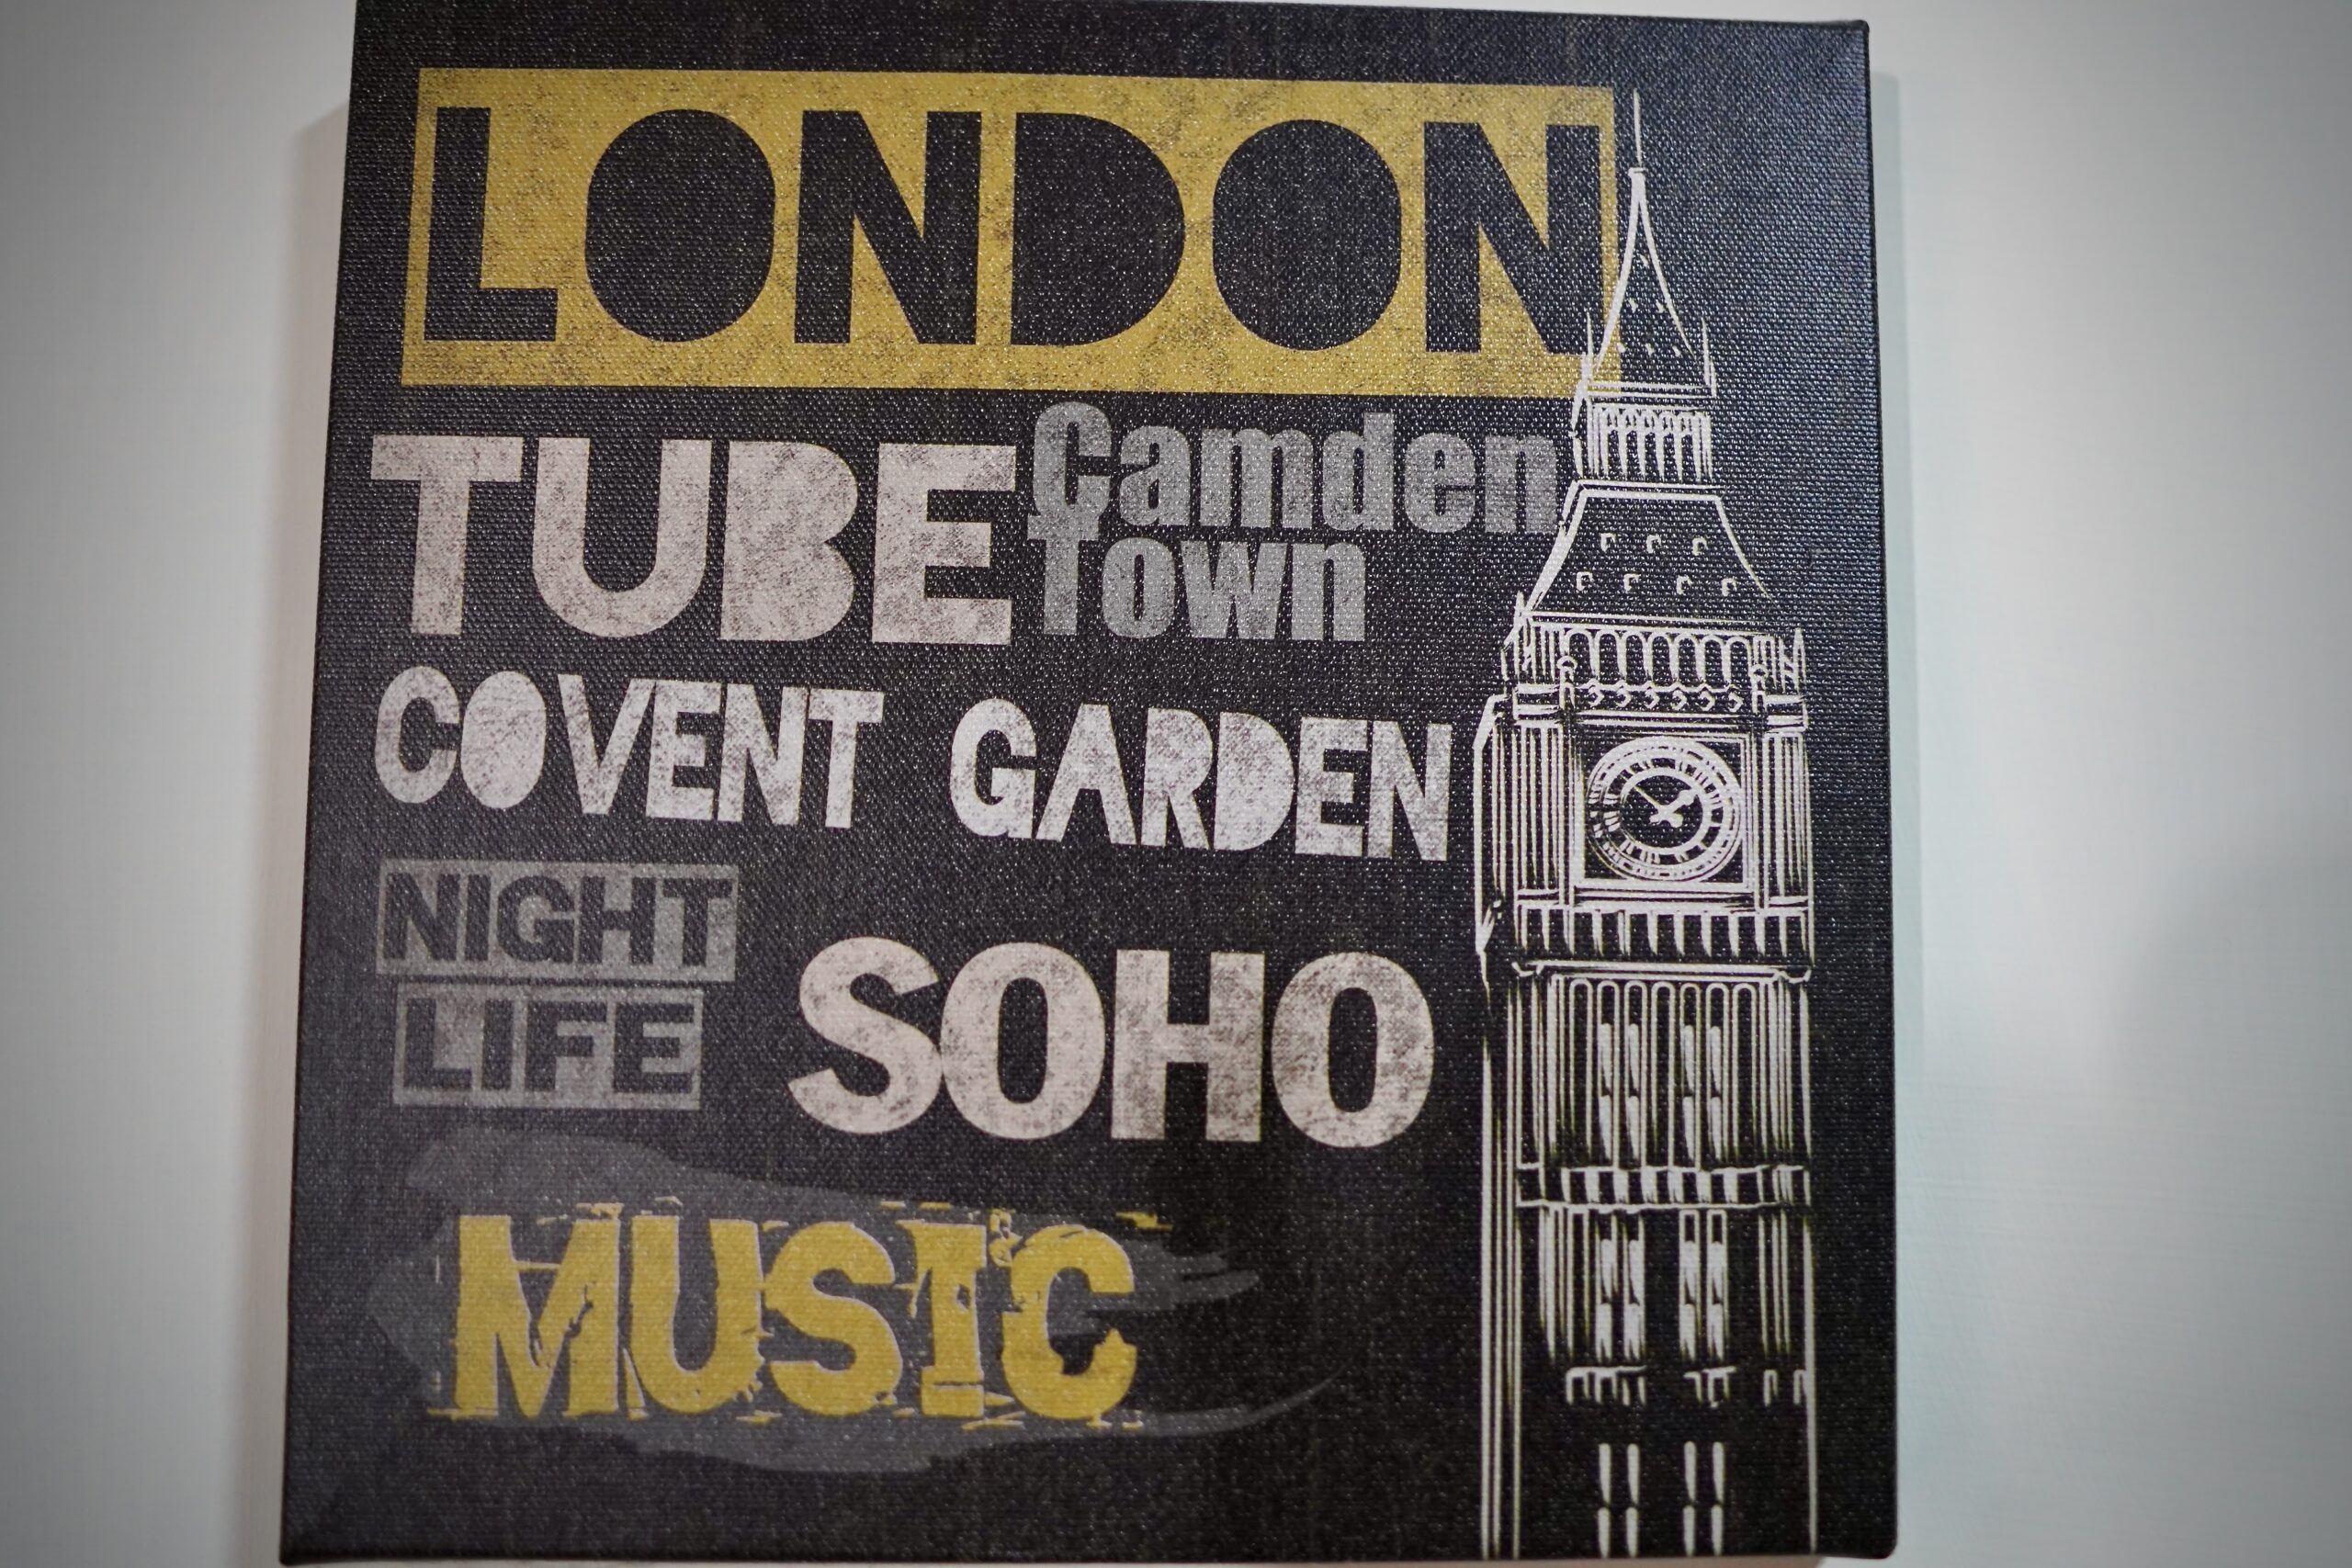 LONDON
TUBE
Camden
Town
COVENT GARDEN
NIGHT
LIFE
SOHO
MUSIC